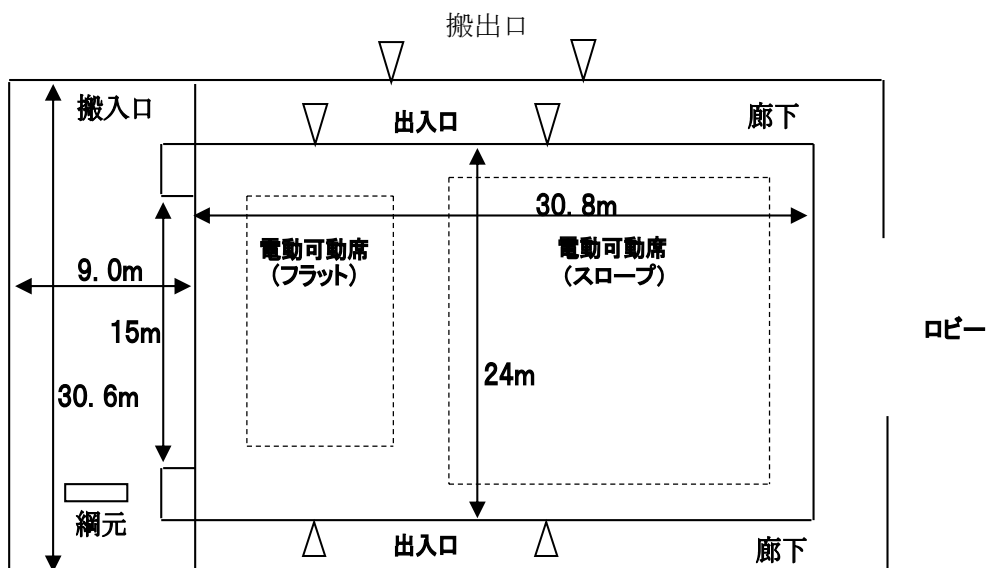 搬出口
搬入口
出入口
廊下
30.8m
電動可動席
(フラット)
電動可動席
(スロープ)
9.0m
15m
ロビー
24m
30.6m
綱元
出入口
廊下